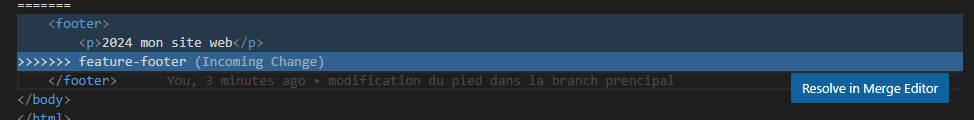 =======
<footer>
<p>2024 mon site web</p>
>>>>>>> feature-footer (Incoming Change)
</footer> You, 3 minutes ago • modification du pied dans la branch prencipal
Resolve in Merge Editor
</body>
</html>